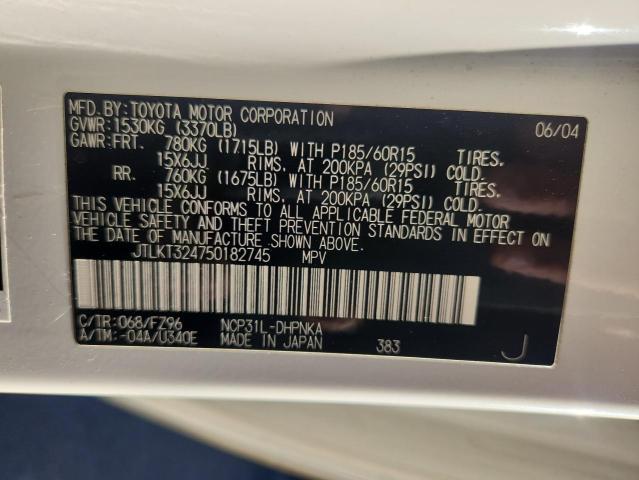 MFD.BY: TOYOTA MOTOR CORPORATION 06/04
GVWR: 1530KG (3370LB)
GAWR: FRT. 780KG (1715LB) WITH P185/60R15 TIRES.
15X6JJ RIMS, AT 200KPA (29PSI) COLD.
RR. 760KG (1675LB) WITH P185/60R15 TIRES.
15X6JJ RIMS, AT 200KPA (29PSI) COLD.
THIS VEHICLE CONFORMS TO ALL APPLICABLE FEDERAL MOTOR
VEHICLE SAFETY AND THEFT PREVENTION STANDARDS IN EFFECT ON
THE DATE OF MANUFACTURE SHOWN ABOVE.
JTLKT324750182745 MPV
C/TR: 068/FZ96 NCP31L-DHPNKA
A/TM: -04A/U340E MADE IN JAPAN 383 J